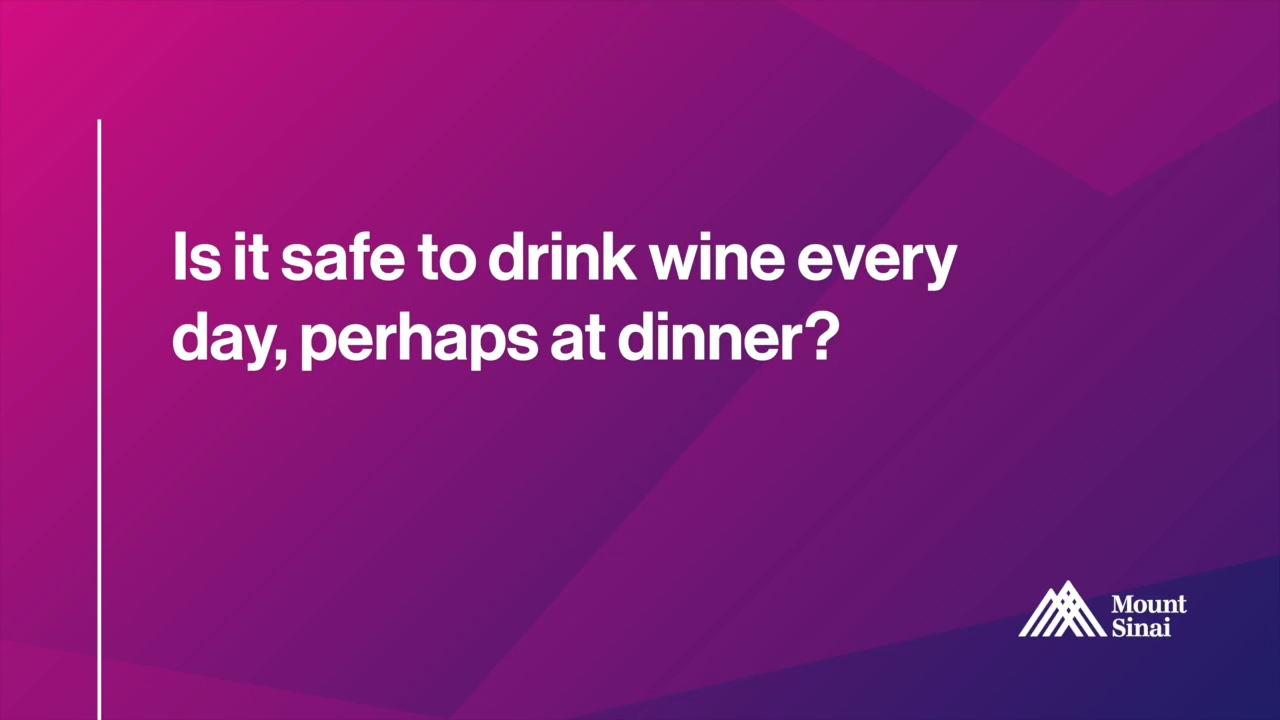 Is it safe to drink wine every
day, perhaps at dinner?
Mount
Sinai